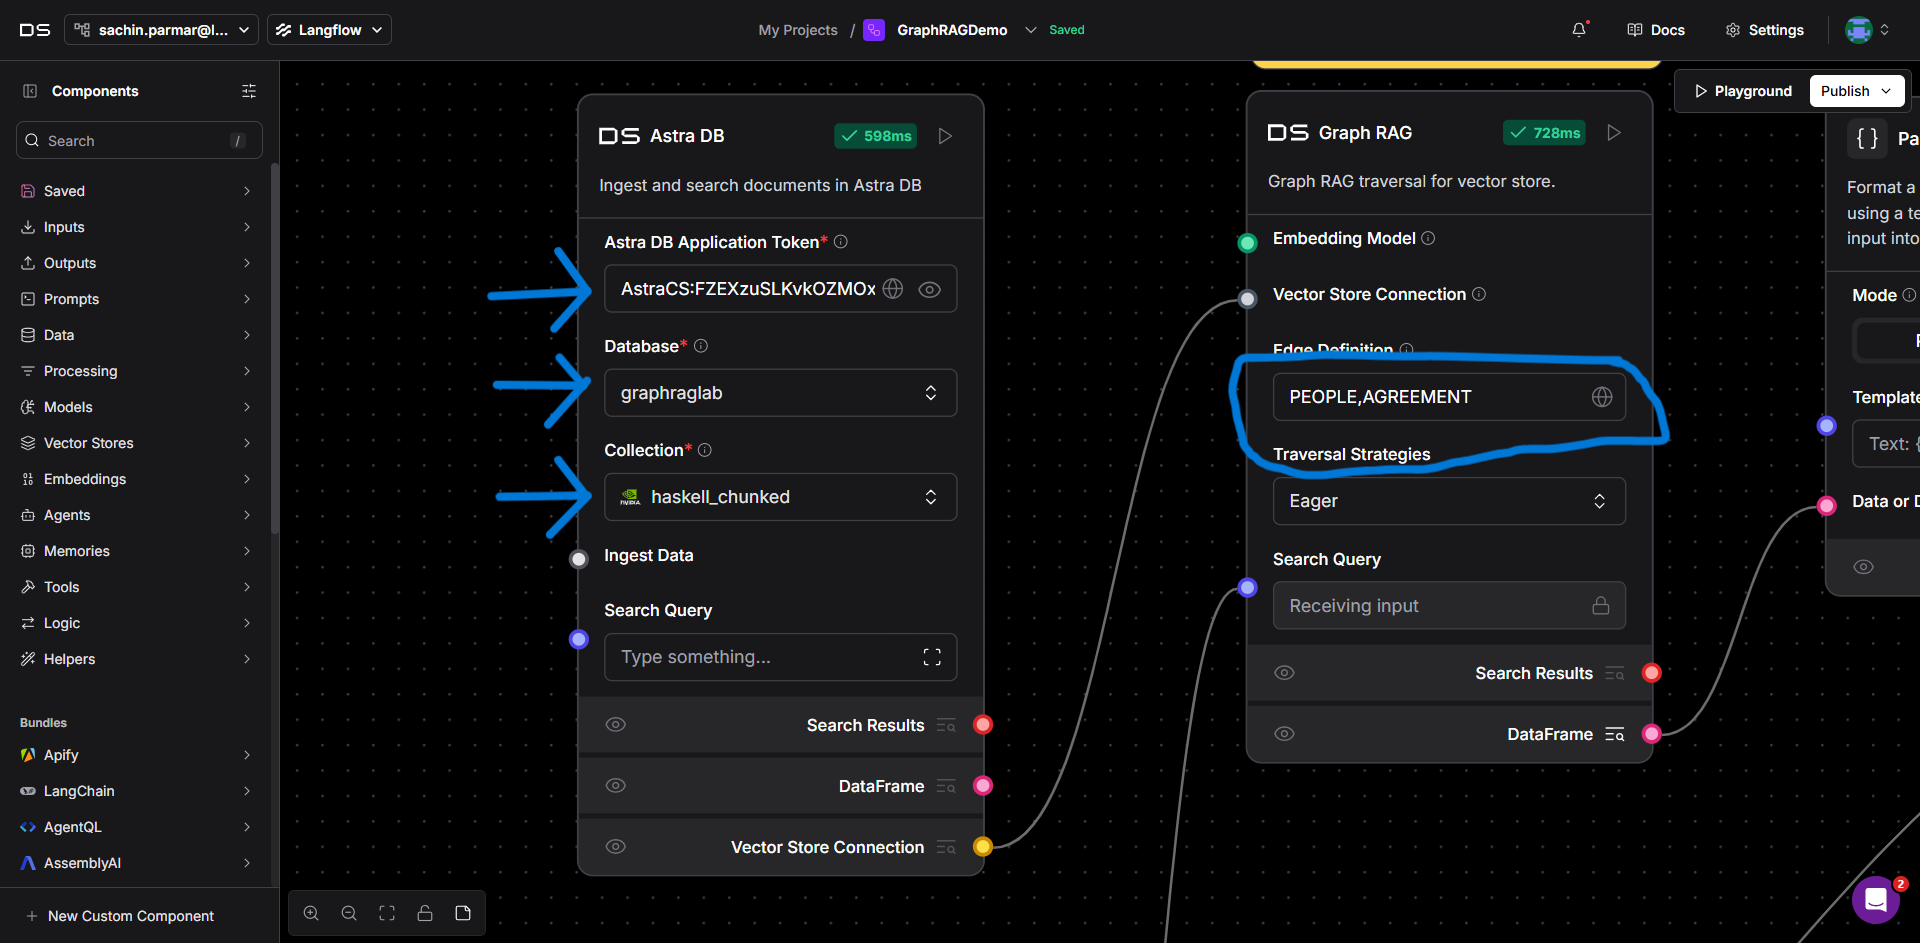 DS
sachin.parmar@l...
Langflow
My Projects / GraphRAGDemo
Saved
Docs
Settings
Components
Search
/
Saved
Inputs
Outputs
Prompts
Data
Processing
Models
Vector Stores
Embeddings
Agents
Memories
Tools
Logic
Helpers
Bundles
Apify
LangChain
AgentQL
AssemblyAI
New Custom Component
DS Astra DB
598ms
Ingest and search documents in Astra DB
Astra DB Application Token*
AstraCS:FZEXzuSLKvkOZMOx
Database*
graphraglab
Collection*
NVIDIA
haskell_chunked
Ingest Data
Search Query
Type something...
Search Results
DataFrame
Vector Store Connection
DS Graph RAG
728ms
Graph RAG traversal for vector store.
Embedding Model
Vector Store Connection
Edge Definition
PEOPLE,AGREEMENT
Traversal Strategies
Eager
Search Query
Receiving input
Search Results
DataFrame
Playground
Publish
{} Pa
Format a
using a te
input into
Mode
Template
Text: {
Data or D
2